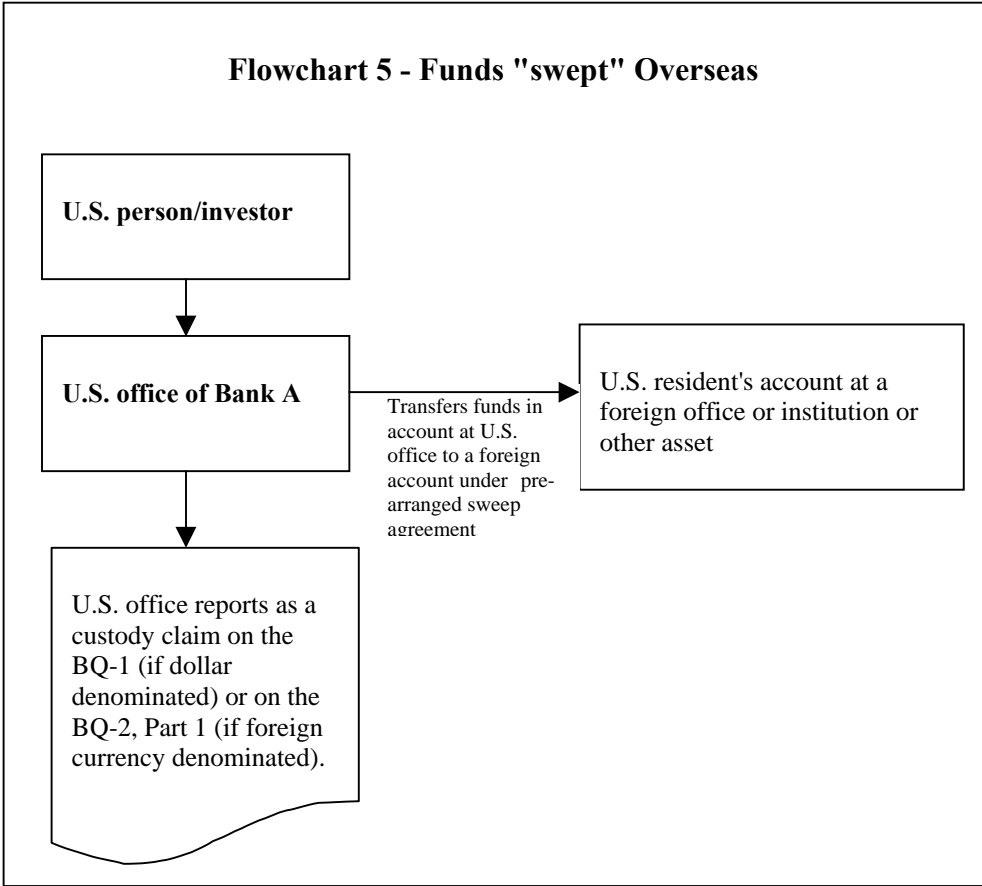 Flowchart 5 - Funds "swept" Overseas
U.S. person/investor
U.S. office of Bank A
Transfers funds in
account at U.S.
office to a foreign
account under pre-
arranged sweep
agreement
U.S. resident's account at a
foreign office or institution or
other asset
U.S. office reports as a
custody claim on the
BQ-1 (if dollar
denominated) or on the
BQ-2, Part 1 (if foreign
currency denominated).